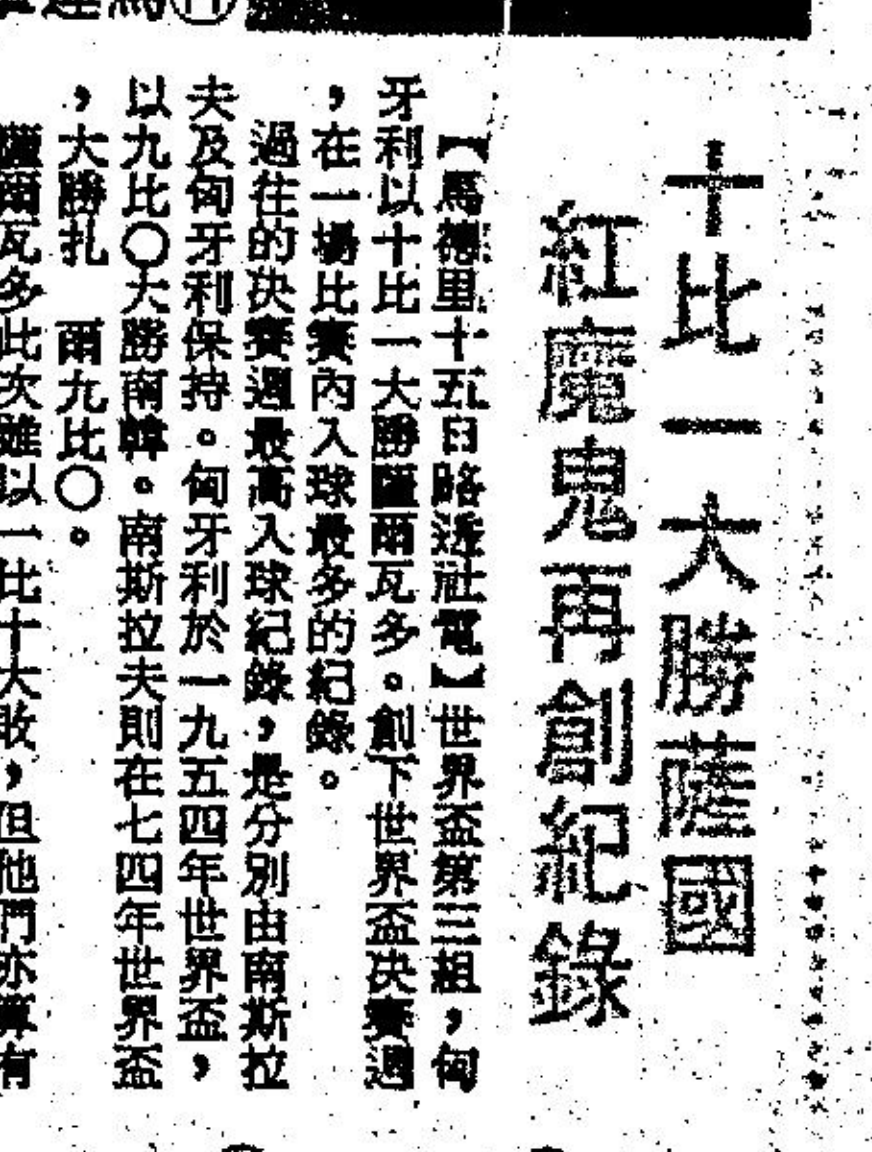 十比一大勝薩國
紅魔鬼再創紀錄
【馬德里十五日路透社電】世界盃第三組，匈
牙利以十比一大勝薩爾瓦多。創下世界盃決賽週
，在一場比賽內入球最多的紀錄。
過往的決賽週最高入球紀錄，是分別由南斯拉
夫及匈牙利保持。匈牙利於一九五四年世界盃，
以九比〇大勝南韓。南斯拉夫則在七四年世界盃
，大勝扎　爾九比〇。
薩爾瓦多此次雖以一比十大敗，但他們亦算有